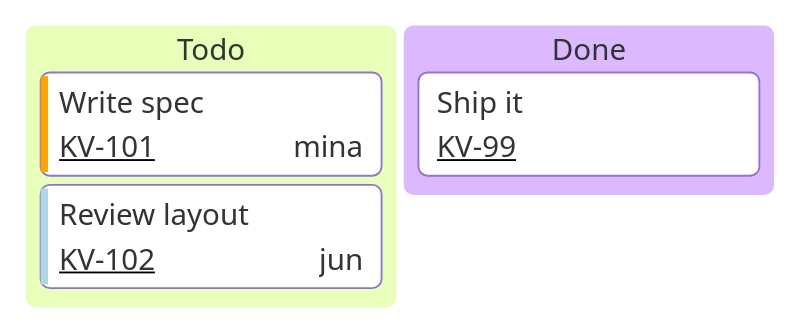 Todo
Write spec
KV-101 mina
Review layout
KV-102 jun
Done
Ship it
KV-99